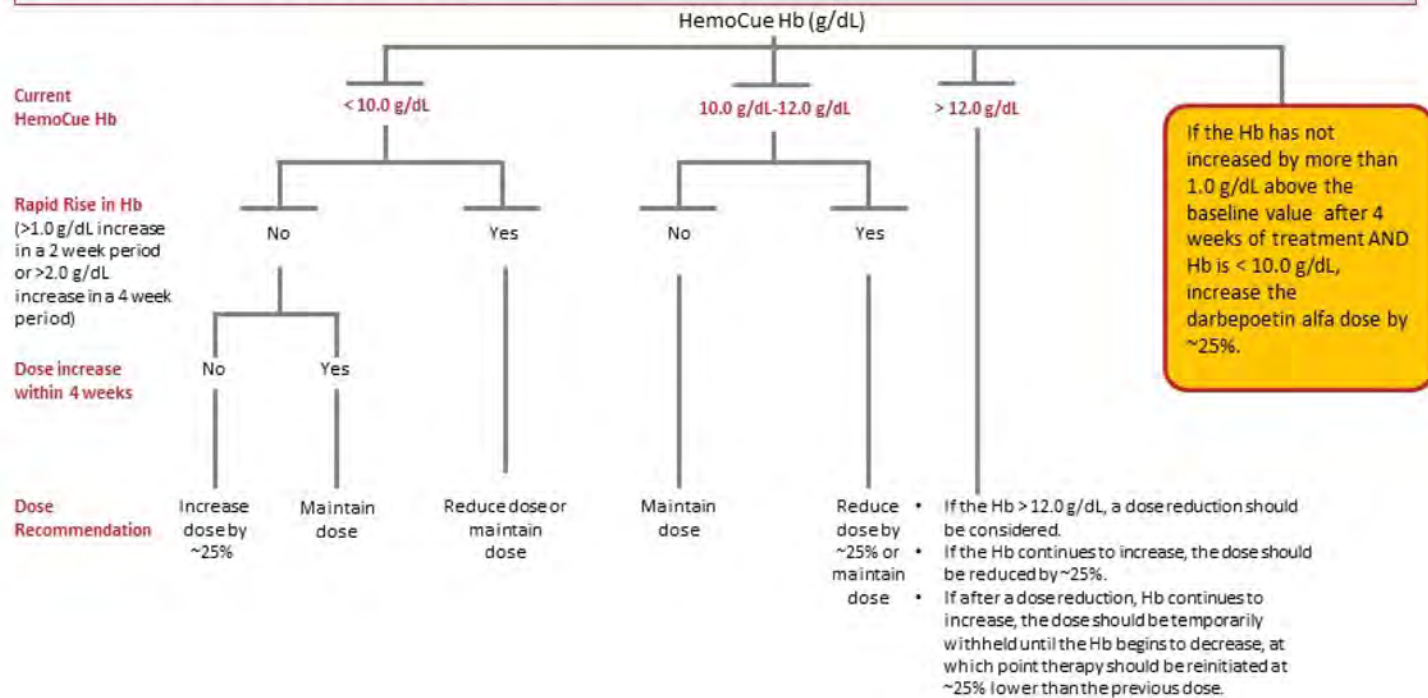 HemoCue Hb (g/dL)
Current
HemoCue Hb
< 10.0 g/dL
10.0 g/dL-12.0 g/dL
> 12.0 g/dL
If the Hb has not
increased by more than
1.0 g/dL above the
baseline value after 4
weeks of treatment AND
Hb is < 10.0 g/dL,
increase the
darbepoetin alfa dose by
~25%.
Rapid Rise in Hb
(>1.0 g/dL increase
in a 2 week period
or >2.0 g/dL
increase in a 4 week
period)
No
Yes
No
Yes
Dose increase
within 4 weeks
No
Yes
Dose
Recommendation
Increase
dose by
~25%
Maintain
dose
Reduce dose or
maintain
dose
Maintain
dose
Reduce
dose by
~25% or
maintain
dose
• If the Hb > 12.0 g/dL, a dose reduction should
be considered.
• If the Hb continues to increase, the dose should
be reduced by ~25%.
• If after a dose reduction, Hb continues to
increase, the dose should be temporarily
withheld until the Hb begins to decrease, at
which point therapy should be reinitiated at
~25% lower than the previous dose.